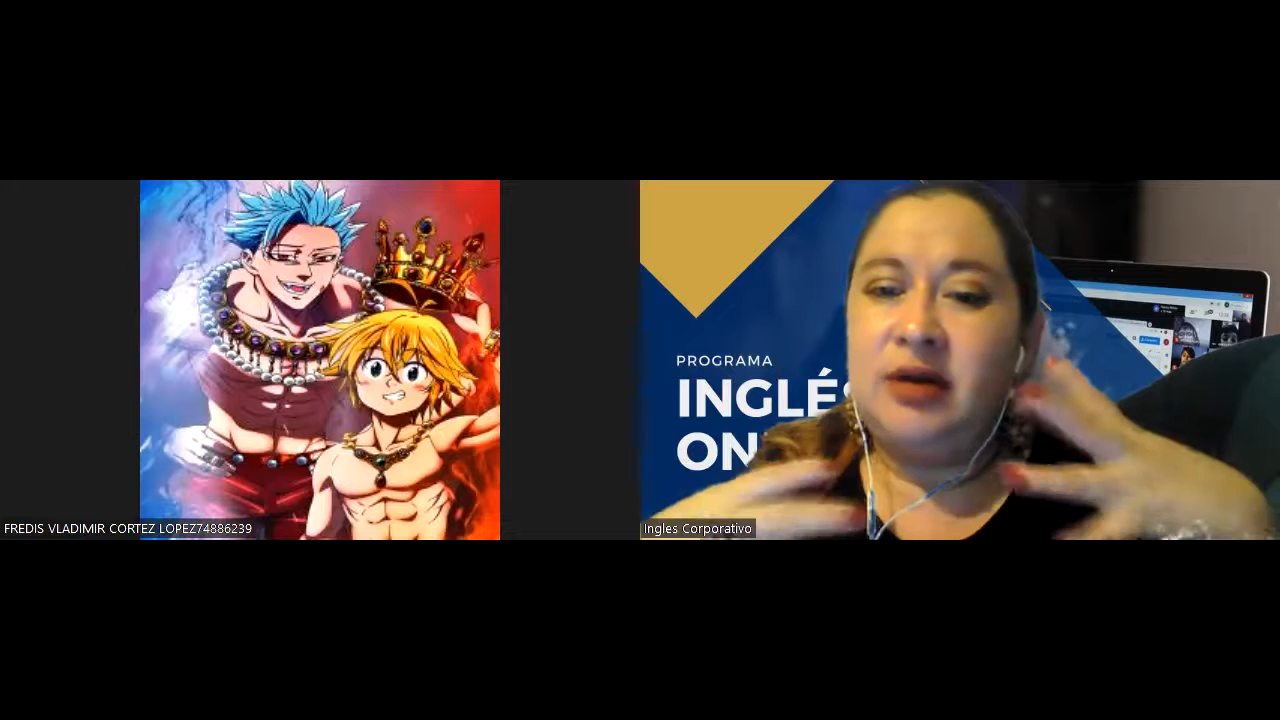 PROGRAMA
INGLÉS
ON
FREDIS VLADIMIR CORTEZ LOPEZ74886239
Ingles Corporativo